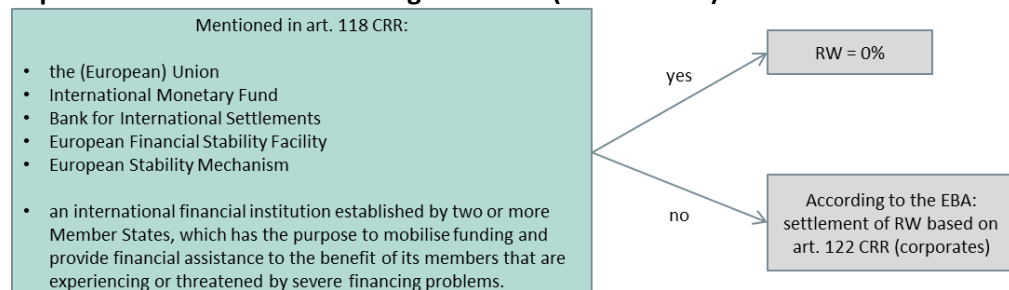 Mentioned in art. 118 CRR:
• the (European) Union
• International Monetary Fund
• Bank for International Settlements
• European Financial Stability Facility
• European Stability Mechanism
• an international financial institution established by two or more
Member States, which has the purpose to mobilise funding and
provide financial assistance to the benefit of its members that are
experiencing or threatened by severe financing problems.
yes
RW = 0%
no
According to the EBA:
settlement of RW based on
art. 122 CRR (corporates)